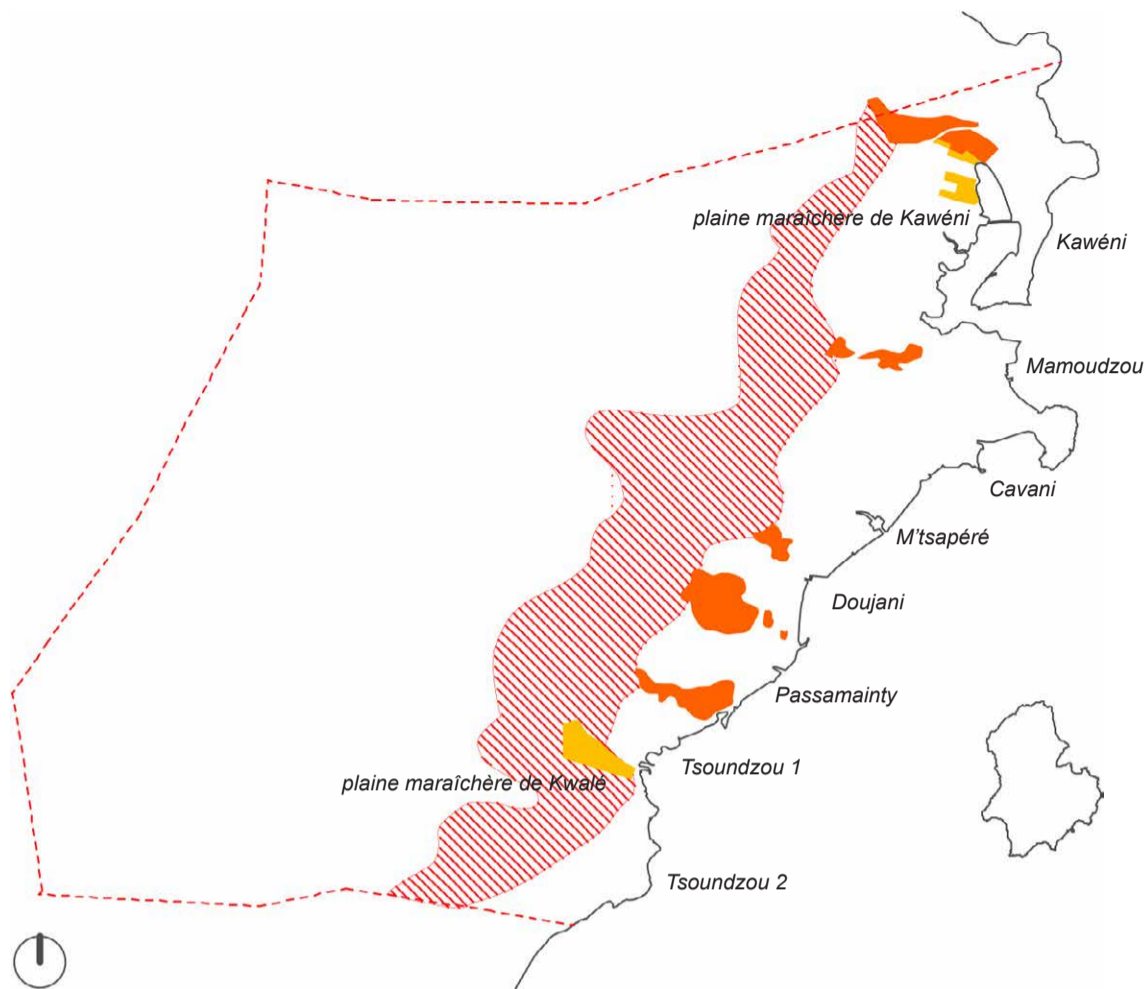 plaine maraîchère de Kawéni
Kawéni
Mamoudzou
Cavani
M'tsapéré
Doujani
Passamainty
Tsoundzou 1
plaine maraîchère de Kwalé
Tsoundzou 2